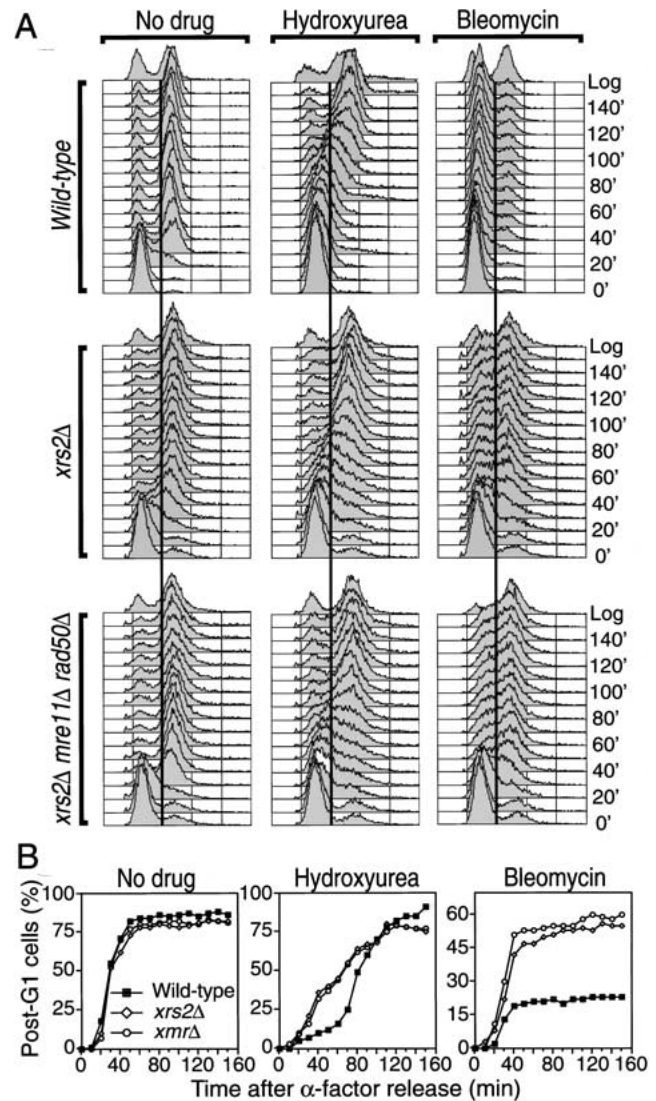 A
No drug
Hydroxyurea
Bleomycin
Wild-type
Log
140'
120'
100'
80'
60'
40'
20'
0'
xrs2Δ
Log
140'
120'
100'
80'
60'
40'
20'
0'
xrs2Δ mre11Δ rad50Δ
Log
140'
120'
100'
80'
60'
40'
20'
0'
B
No drug
Hydroxyurea
Bleomycin
Post-G1 cells (%)
100
75
50
25
0
Wild-type
xrs2Δ
xmrΔ
0 40 80 120 160
100
75
50
25
0
0 40 80 120 160
60
45
30
15
0
0 40 80 120 160
Time after α-factor release (min)